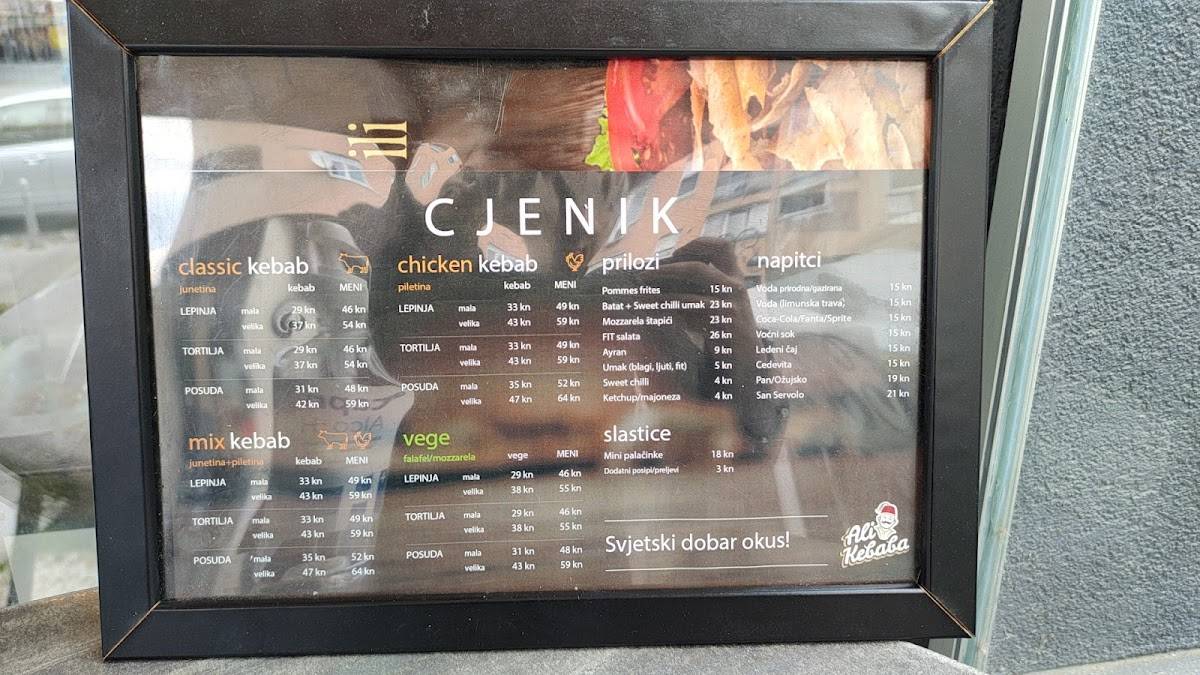 ili
CJENIK
classic kebab
junetina kebab MENI
LEPINJA mala 29 kn 46 kn
velika 37 kn 54 kn
TORTILJA mala 29 kn 46 kn
velika 37 kn 54 kn
POSUDA mala 31 kn 48 kn
velika 42 kn 59 kn
chicken kebab
piletina kebab MENI
LEPINJA mala 33 kn 49 kn
velika 43 kn 59 kn
TORTILJA mala 33 kn 49 kn
velika 43 kn 59 kn
POSUDA mala 35 kn 52 kn
velika 47 kn 64 kn
prilozi
Pommes frites 15 kn
Batat + Sweet chilli umak 23 kn
Mozzarela štapići 23 kn
FIT salata 26 kn
Ayran 9 kn
Umak (blagi, ljuti, fit) 5 kn
Sweet chilli 4 kn
Ketchup/majoneza 4 kn
napitci
Voda prirodna/gazirana 15 kn
Voda (limunska trava) 15 kn
Coca-Cola/Fanta/Sprite 15 kn
Voćni sok 15 kn
Ledeni čaj 15 kn
Cedevita 15 kn
Pan/Ožujsko 19 kn
San Servolo 21 kn
mix kebab
junetina+piletina kebab MENI
LEPINJA mala 33 kn 49 kn
velika 43 kn 59 kn
TORTILJA mala 33 kn 49 kn
velika 43 kn 59 kn
POSUDA mala 35 kn 52 kn
velika 47 kn 64 kn
vege
falafel/mozzarela vege MENI
LEPINJA mala 29 kn 46 kn
velika 38 kn 55 kn
TORTILJA mala 29 kn 46 kn
velika 38 kn 55 kn
POSUDA mala 31 kn 48 kn
velika 43 kn 59 kn
slastice
Mini palačinke 18 kn
Dodatni posipi/preljevi 3 kn
Svjetski dobar okus!
Ali
Kebaba